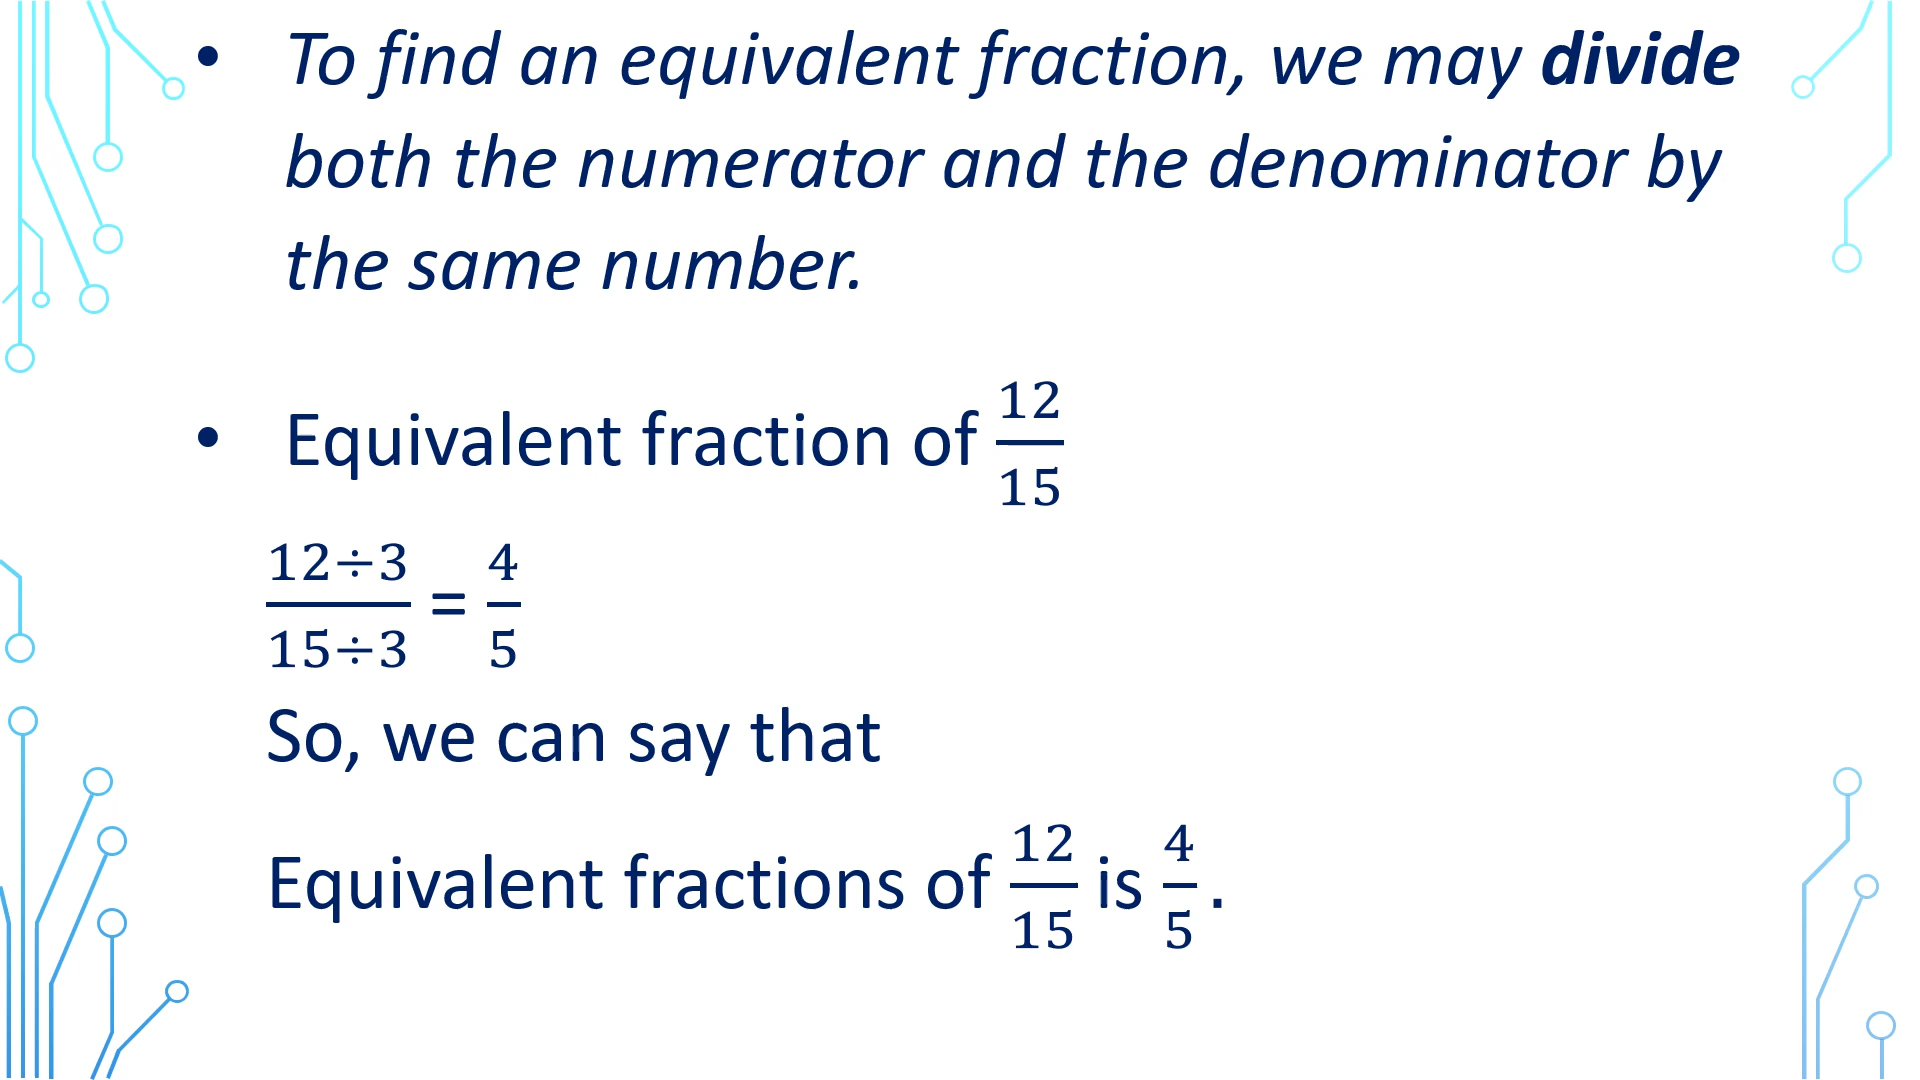 • To find an equivalent fraction, we may divide
both the numerator and the denominator by
the same number.
• Equivalent fraction of 12/15
12÷3/15÷3 = 4/5
So, we can say that
Equivalent fractions of 12/15 is 4/5 .